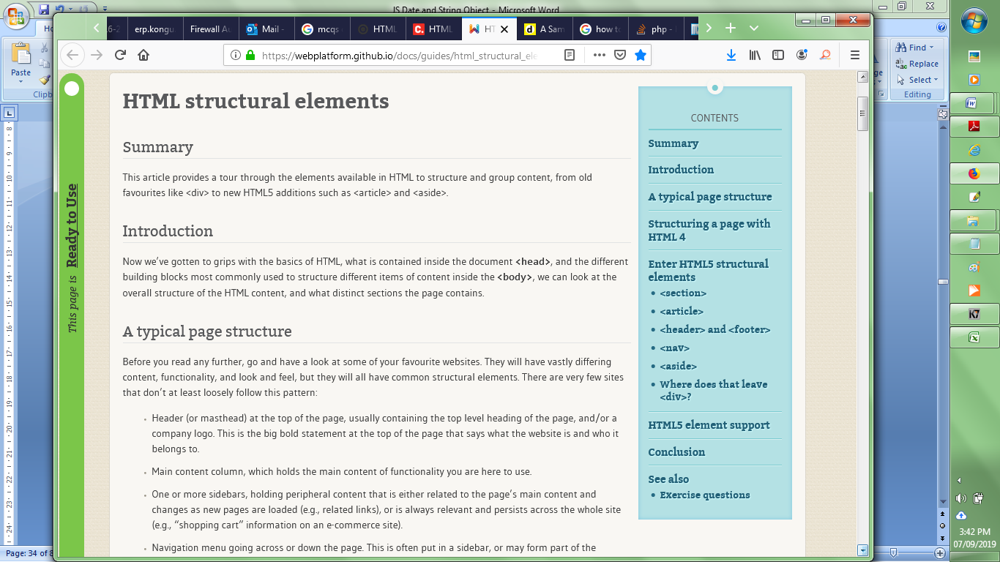 JS Date and String Object - Microsoft Word
6-2
erp.kongu.
Firewall Au
Mail -
mcqs
HTML
HTML
HT
A Sam
how to
php -
https://webplatform.github.io/docs/guides/html_structural_ele
Paste
Find
Replace
Select
Editing
Clipb
This page is Ready to Use
HTML structural elements
Summary
This article provides a tour through the elements available in HTML to structure and group content, from old
favourites like <div> to new HTML5 additions such as <article> and <aside>.
Introduction
Now we've gotten to grips with the basics of HTML, what is contained inside the document <head>, and the different
building blocks most commonly used to structure different items of content inside the <body>, we can look at the
overall structure of the HTML content, and what distinct sections the page contains.
A typical page structure
Before you read any further, go and have a look at some of your favourite websites. They will have vastly differing
content, functionality, and look and feel, but they will all have common structural elements. There are very few sites
that don't at least loosely follow this pattern:
• Header (or masthead) at the top of the page, usually containing the top level heading of the page, and/or a
company logo. This is the big bold statement at the top of the page that says what the website is and who it
belongs to.
• Main content column, which holds the main content of functionality you are here to use.
• One or more sidebars, holding peripheral content that is either related to the page's main content and
changes as new pages are loaded (e.g., related links), or is always relevant and persists across the whole site
(e.g., “shopping cart” information on an e-commerce site).
• Navigation menu going across or down the page. This is often put in a sidebar, or may form part of the
CONTENTS
Summary
Introduction
A typical page structure
Structuring a page with
HTML 4
Enter HTML5 structural
elements
• <section>
• <article>
• <header> and <footer>
• <nav>
• <aside>
• Where does that leave
<div>?
HTML5 element support
Conclusion
See also
• Exercise questions
Page: 34 of 8
3:42 PM
07/09/2019